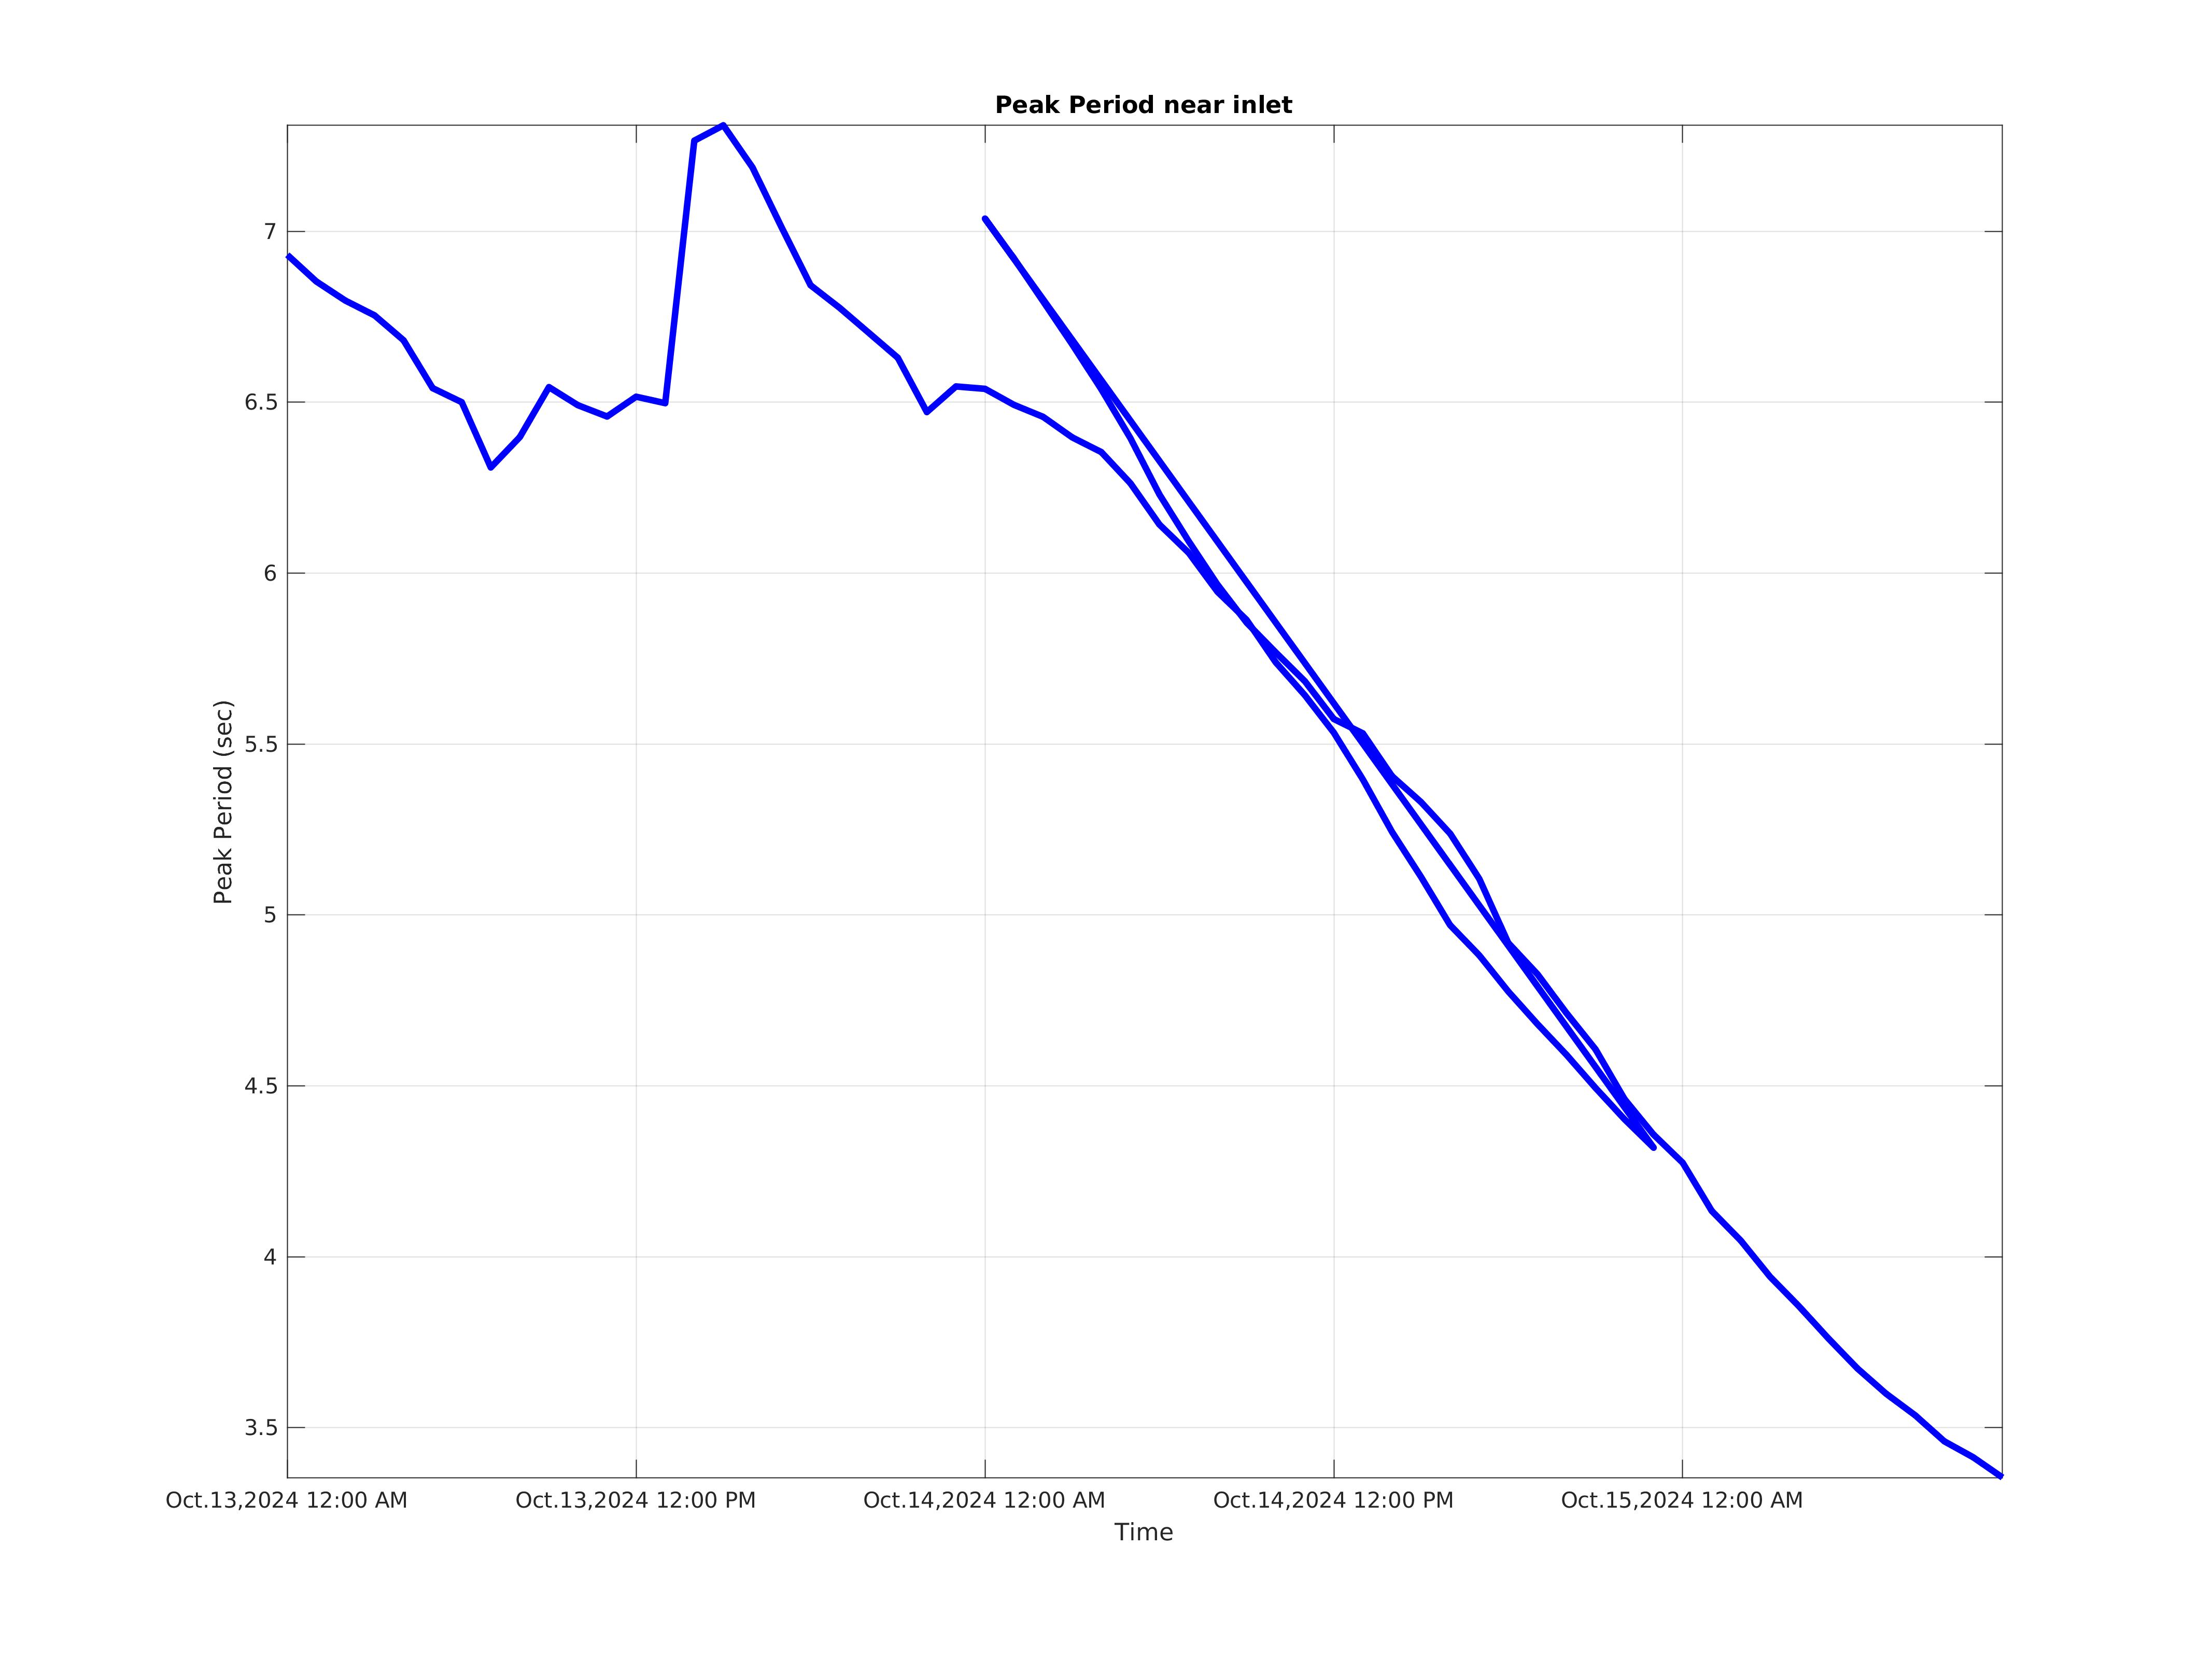 Peak Period near inlet
7
6.5
6
5.5
5
4.5
4
3.5
Peak Period (sec)
Oct.13,2024 12:00 AM
Oct.13,2024 12:00 PM
Oct.14,2024 12:00 AM
Oct.14,2024 12:00 PM
Oct.15,2024 12:00 AM
Time